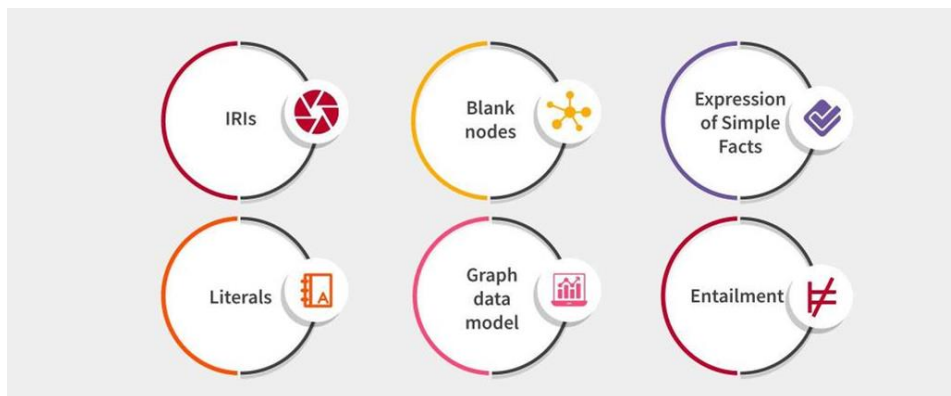 IRIs
Blank
nodes
Expression
of Simple
Facts
Literals
A
Graph
data
model
Entailment